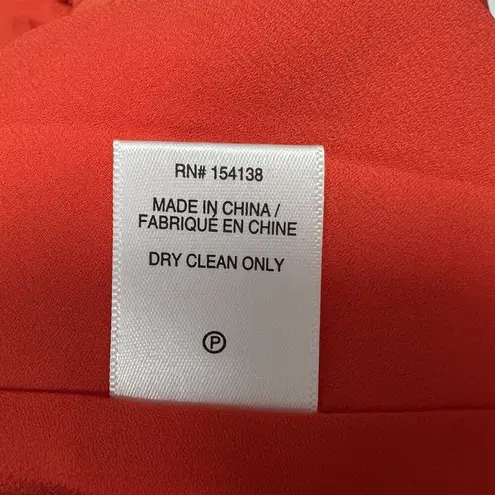 RN# 154138
MADE IN CHINA /
FABRIQUÉ EN CHINE
DRY CLEAN ONLY
P